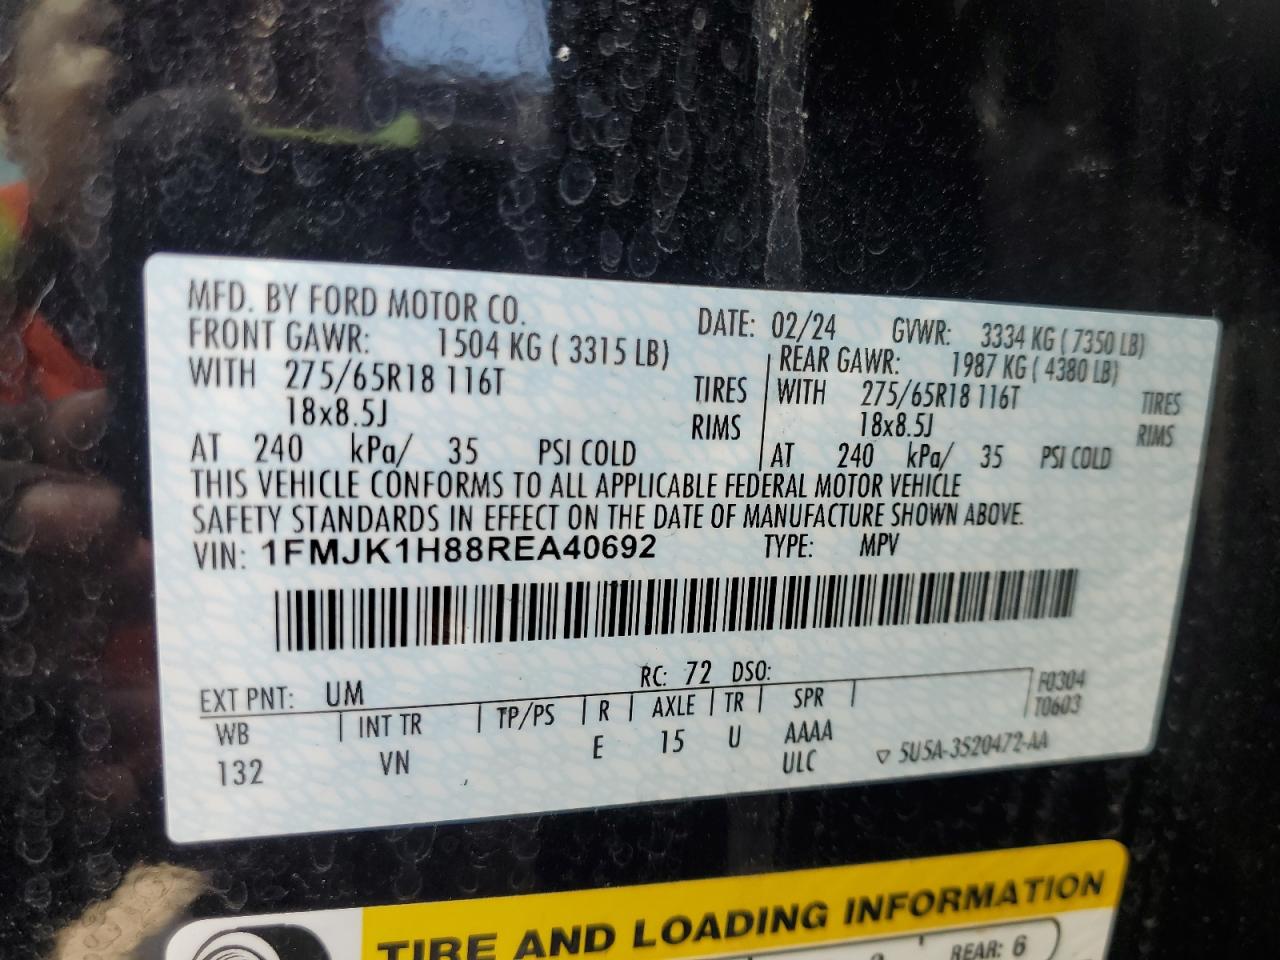 MFD. BY FORD MOTOR CO.
DATE: 02/24 GVWR: 3334 KG ( 7350 LB)
FRONT GAWR: 1504 KG ( 3315 LB) REAR GAWR: 1987 KG ( 4380 LB)
WITH 275/65R18 116T TIRES WITH 275/65R18 116T TIRES
18x8.5J RIMS 18x8.5J RIMS
AT 240 kPa/ 35 PSI COLD AT 240 kPa/ 35 PSI COLD
THIS VEHICLE CONFORMS TO ALL APPLICABLE FEDERAL MOTOR VEHICLE
SAFETY STANDARDS IN EFFECT ON THE DATE OF MANUFACTURE SHOWN ABOVE.
VIN: 1FMJK1H88REA40692 TYPE: MPV
EXT PNT: UM RC: 72 DSO:
WB INT TR TP/PS R AXLE TR SPR F0304
T0603
132 VN E 15 U AAAA
ULC ▽ 5U5A-3520472-AA
TIRE AND LOADING INFORMATION
REAR: 6